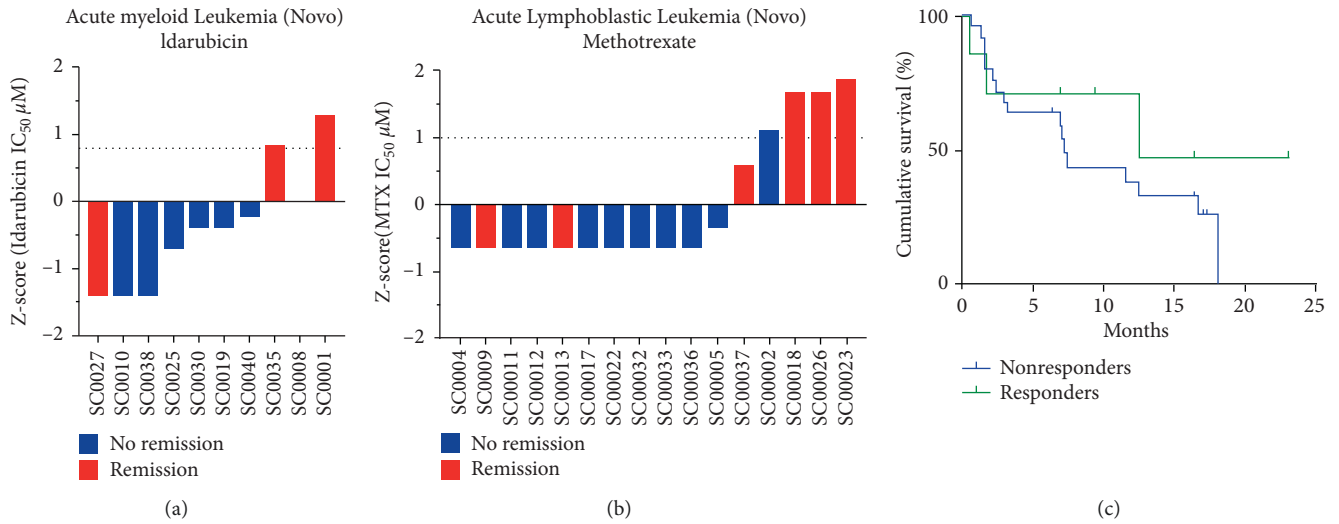 Acute myeloid Leukemia (Novo)
Idarubicin
Z-score (Idarubicin IC50 μM)
2
1
0
−1
−2
SC0027
SC0010
SC0038
SC0025
SC0030
SC0019
SC0040
SC0035
SC0008
SC0001
No remission
Remission
(a)
Acute Lymphoblastic Leukemia (Novo)
Methotrexate
Z-score(MTX IC50 μM)
2
1
0
−1
−2
SC0004
SC0009
SC00011
SC00012
SC00013
SC00017
SC00022
SC00032
SC00033
SC00036
SC00005
SC00037
SC00002
SC00018
SC00026
SC00023
No remission
Remission
(b)
Cumulative survival (%)
100
50
0
0 5 10 15 20 25
Months
Nonresponders
Responders
(c)